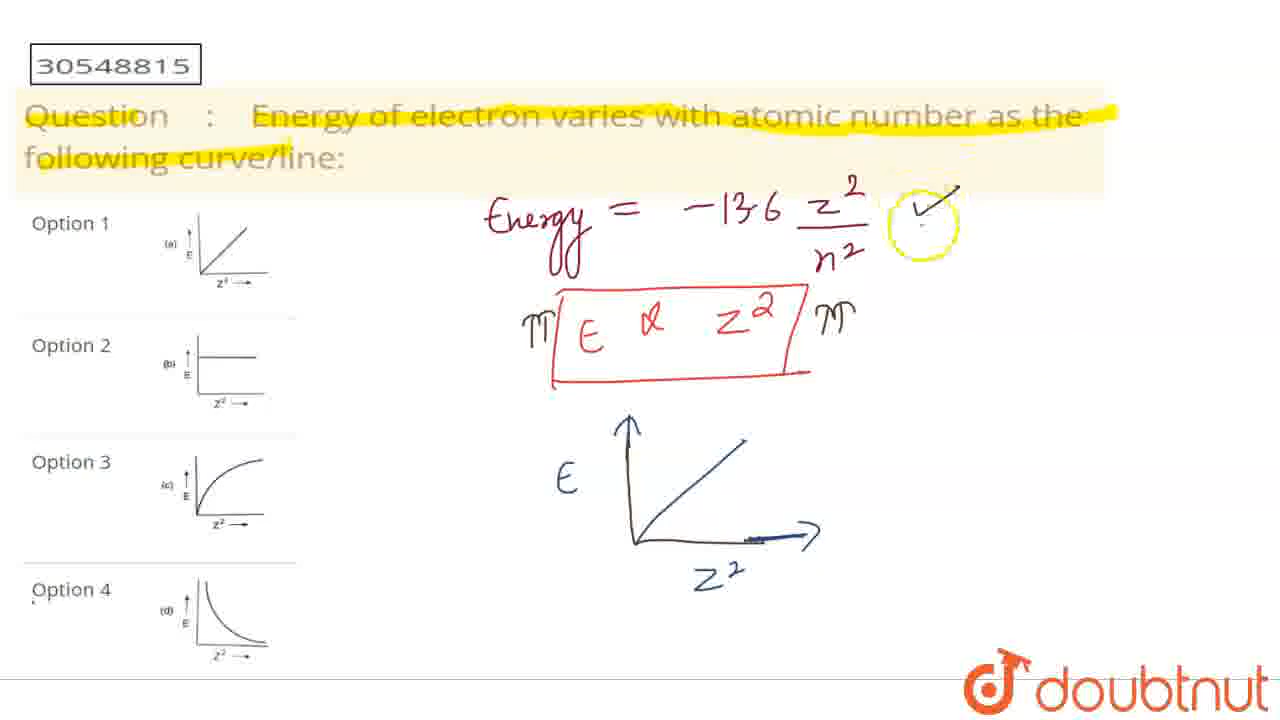 30548815
Question : Energy of electron varies with atomic number as the
following curve/line:
Option 1
(a)
E
Z² →
Option 2
(b)
E
Z² →
Option 3
(c)
E
Z² →
Option 4
(d)
E
Z² →
Energy = -13.6 Z²/n²
E α Z²
E
Z²
doubtnut